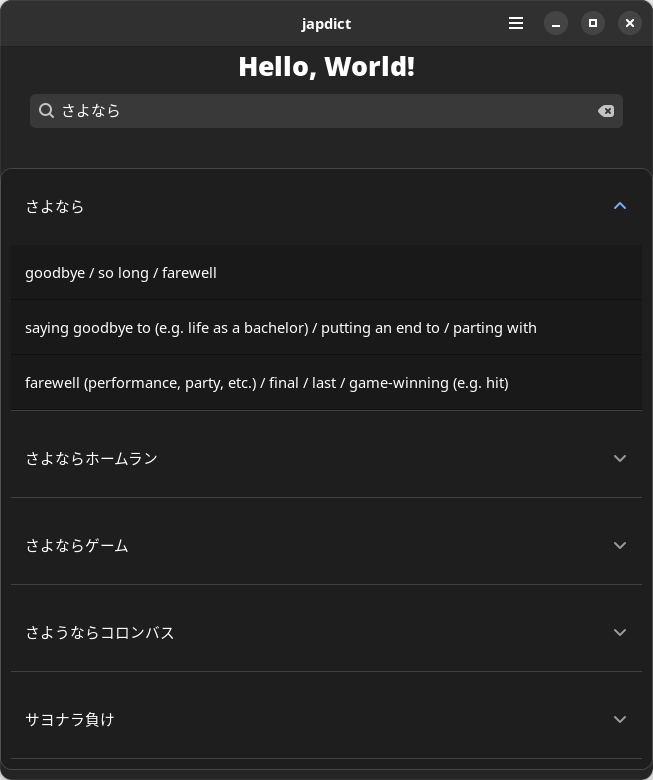 japdict
Hello, World!
さよなら
さよなら
goodbye / so long / farewell
saying goodbye to (e.g. life as a bachelor) / putting an end to / parting with
farewell (performance, party, etc.) / final / last / game-winning (e.g. hit)
さよならホームラン
さよならゲーム
さようならコロンバス
サヨナラ負け